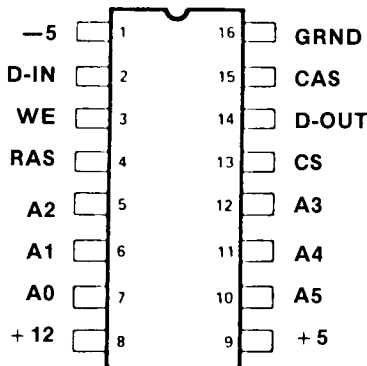 —5 1 16 GRND
D-IN 2 15 CAS
WE 3 14 D-OUT
RAS 4 13 CS
A2 5 12 A3
A1 6 11 A4
A0 7 10 A5
+ 12 8 9 + 5